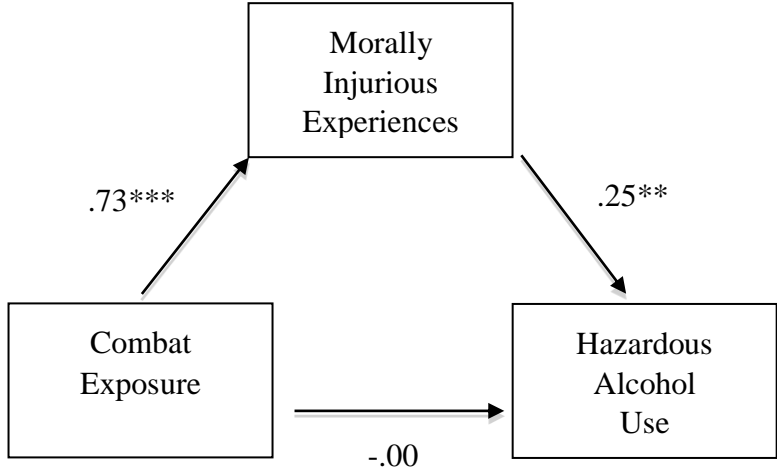 Morally
Injurious
Experiences
.73***
.25**
Combat
Exposure
Hazardous
Alcohol
Use
-.00